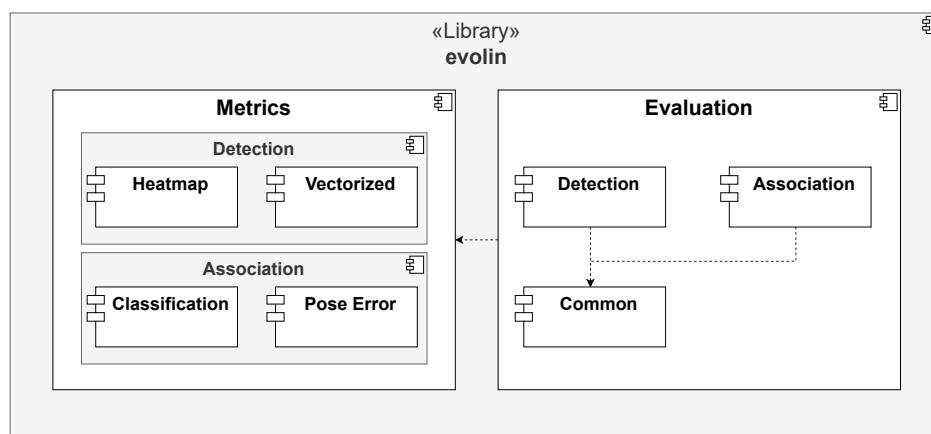 «Library»
evolin
Metrics
Detection
Heatmap
Vectorized
Association
Classification
Pose Error
Evaluation
Detection
Association
Common